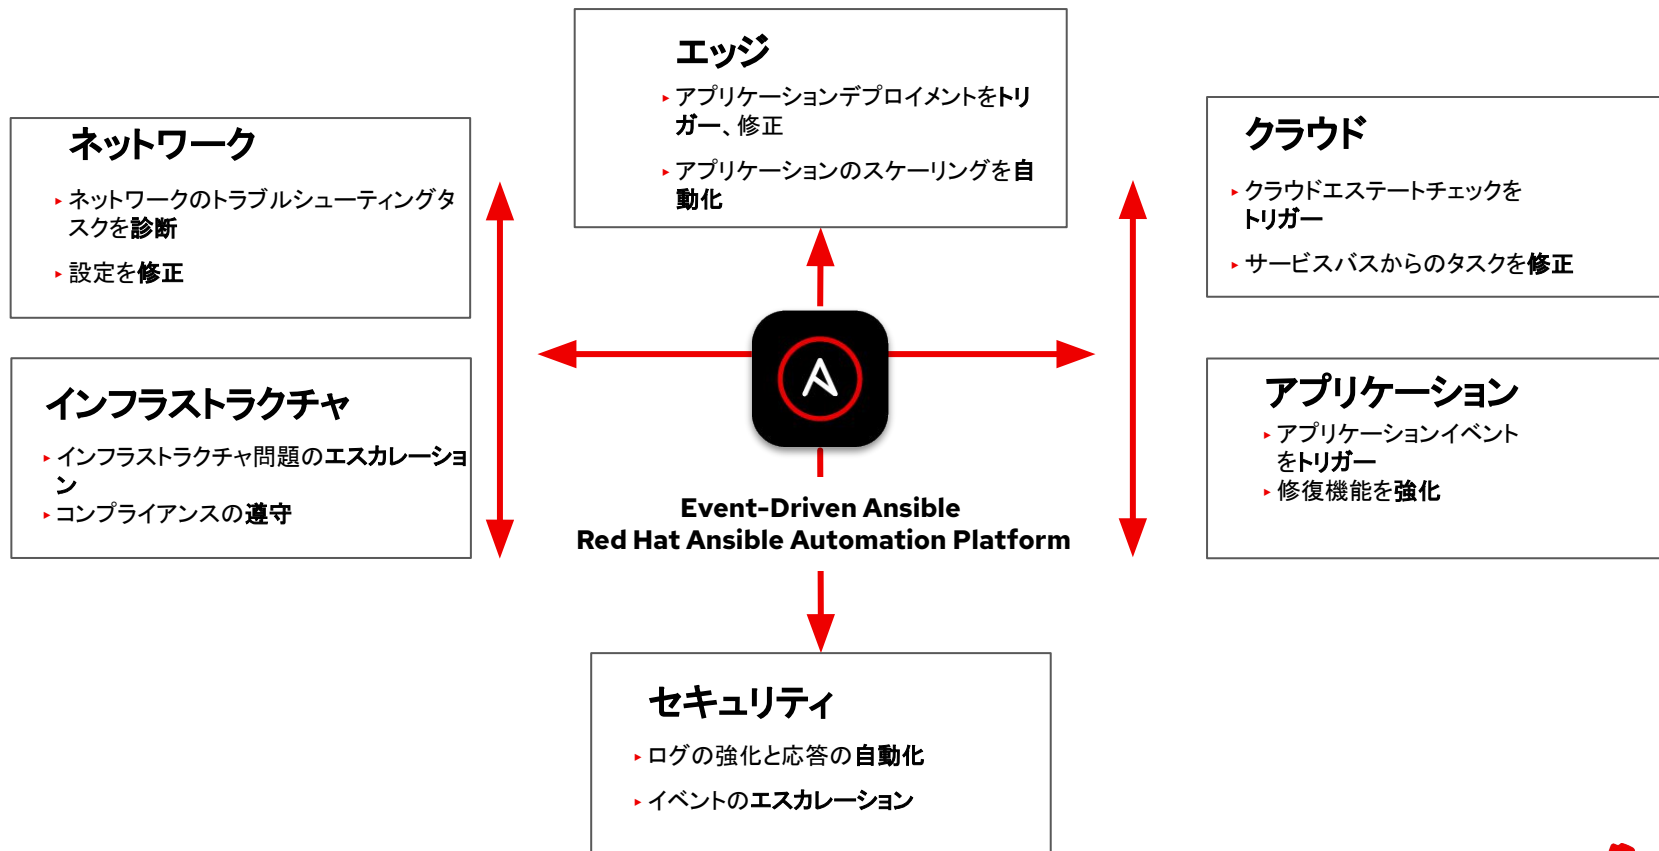 エッジ
▸ アプリケーションデプロイメントをトリ
ガー、修正
▸ アプリケーションのスケーリングを自
動化
ネットワーク
▸ ネットワークのトラブルシューティングタ
スクを診断
▸ 設定を修正
クラウド
▸ クラウドエステートチェックを
トリガー
▸ サービスバスからのタスクを修正
インフラストラクチャ
▸ インフラストラクチャ問題のエスカレーショ
ン
▸ コンプライアンスの遵守
アプリケーション
▸ アプリケーションイベント
をトリガー
▸ 修復機能を強化
Event-Driven Ansible
Red Hat Ansible Automation Platform
セキュリティ
▸ ログの強化と応答の自動化
▸ イベントのエスカレーション